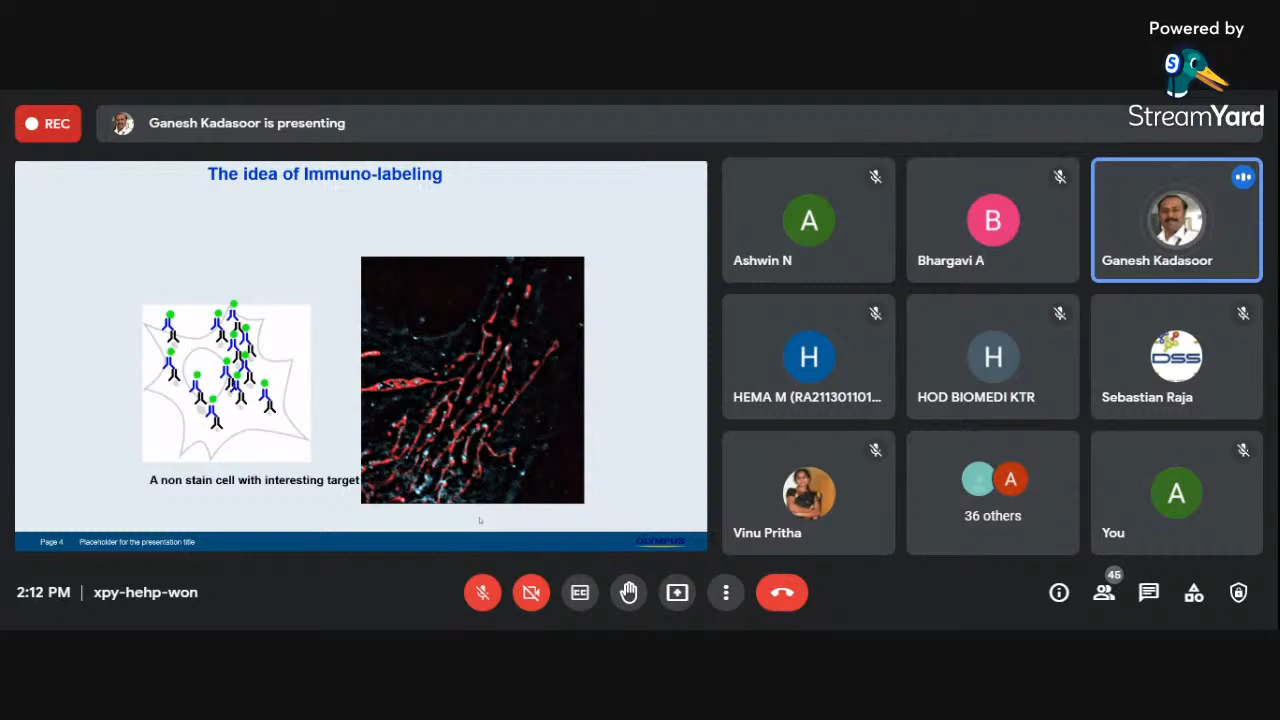 Powered by
S
StreamYard
REC
Ganesh Kadasoor is presenting
The idea of Immuno-labeling
A non stain cell with interesting target
Page 4 Placeholder for the presentation title
OLYMPUS
A
Ashwin N
B
Bhargavi A
Ganesh Kadasoor
H
HEMA M (RA211301101...
H
HOD BIOMEDI KTR
DSS
Sebastian Raja
Vinu Pritha
A
36 others
A
You
2:12 PM | xpy-hehp-won
CC
45